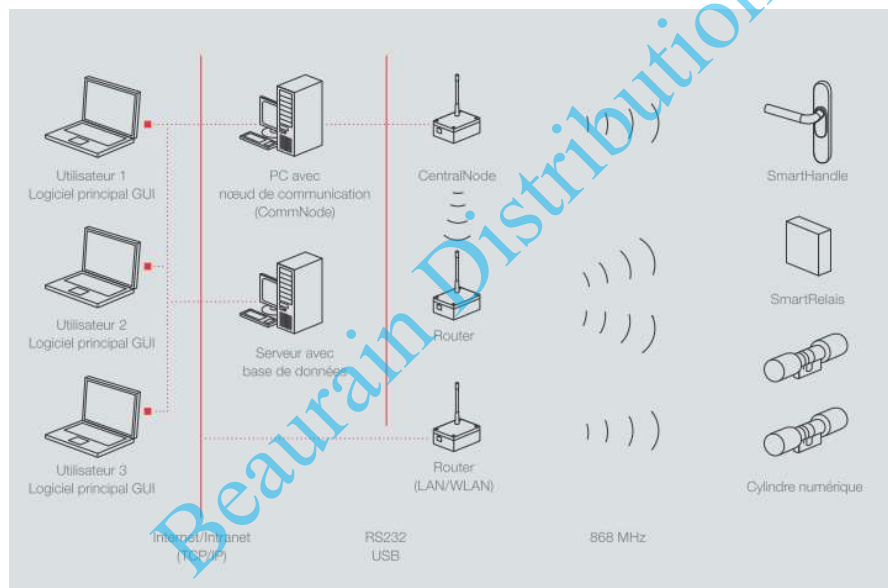 Utilisateur 1
Logiciel principal GUI
PC avec
nœud de communication
(CommNode)
CentralNode
SmartHandle
Utilisateur 2
Logiciel principal GUI
Serveur avec
base de données
Router
SmartRelais
Utilisateur 3
Logiciel principal GUI
Router
(LAN/WLAN)
Cylindre numérique
Internet/Intranet
(TCP/IP)
RS232
USB
868 MHz
Beaurain Distribution